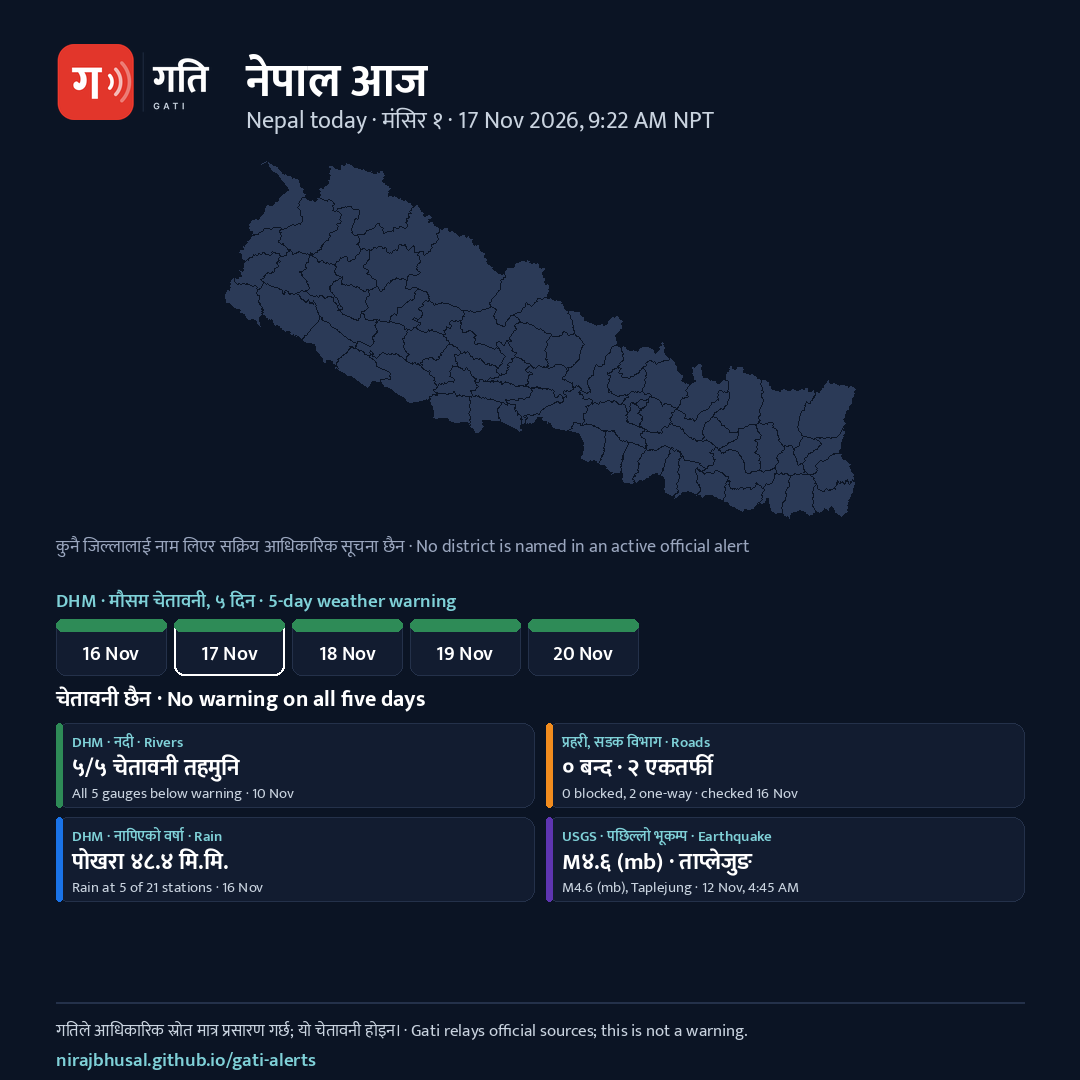 ग गति
GATI
नेपाल आज
Nepal today · मंसिर १ · 17 Nov 2026, 9:22 AM NPT
कुनै जिल्लालाई नाम लिएर सक्रिय आधिकारिक सूचना छैन · No district is named in an active official alert
DHM · मौसम चेतावनी, ५ दिन · 5-day weather warning
16 Nov 17 Nov 18 Nov 19 Nov 20 Nov
चेतावनी छैन · No warning on all five days
DHM · नदी · Rivers
५/५ चेतावनी तहमुनि
All 5 gauges below warning · 10 Nov
प्रहरी, सडक विभाग · Roads
० बन्द · २ एकतर्फी
0 blocked, 2 one-way · checked 16 Nov
DHM · नापिएको वर्षा · Rain
पोखरा ४८.४ मि.मि.
Rain at 5 of 21 stations · 16 Nov
USGS · पछिल्लो भूकम्प · Earthquake
M४.६ (mb) · ताप्लेजुङ
M4.6 (mb), Taplejung · 12 Nov, 4:45 AM
गतिले आधिकारिक स्रोत मात्र प्रसारण गर्छ; यो चेतावनी होइन। · Gati relays official sources; this is not a warning.
nirajbhusal.github.io/gati-alerts